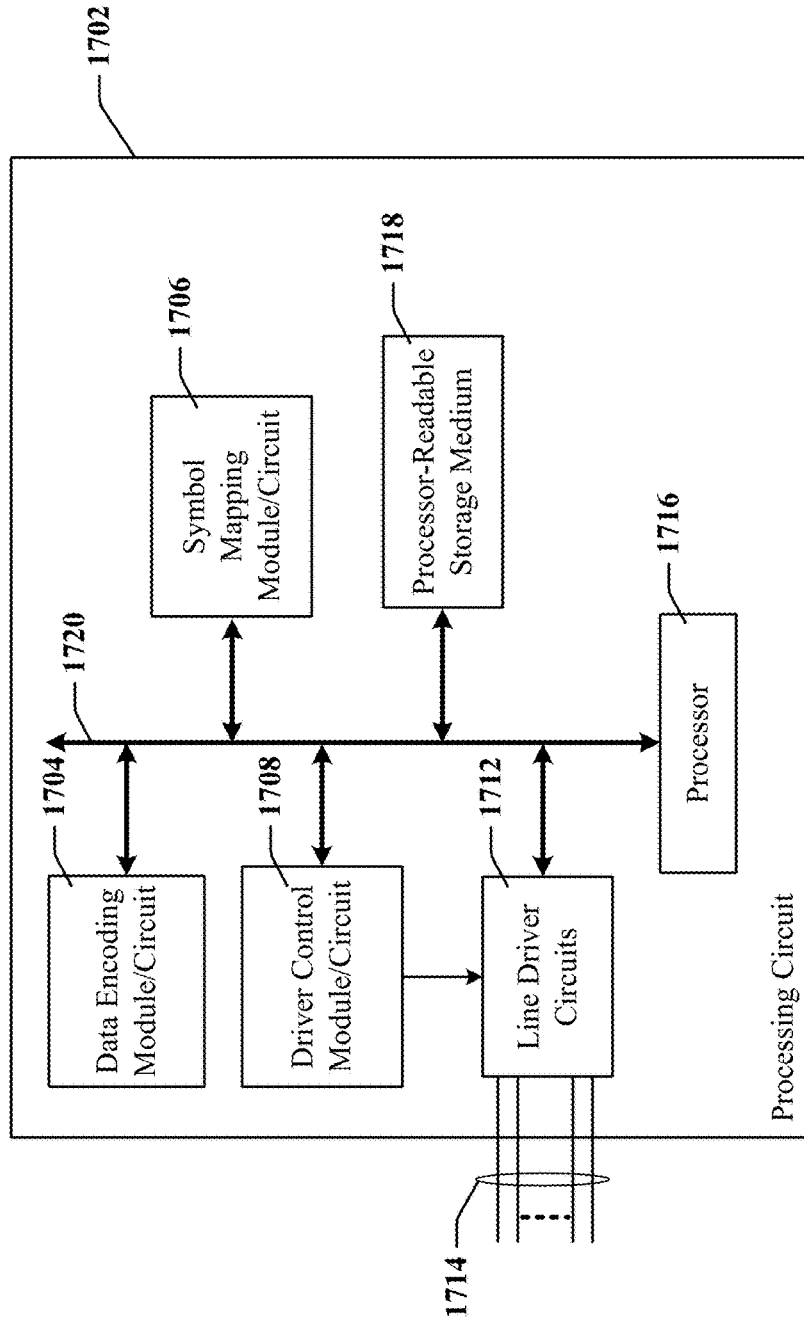 1702
1704
Data Encoding
Module/Circuit
1720
1706
Symbol
Mapping
Module/Circuit
1708
Driver Control
Module/Circuit
1718
Processor-Readable
Storage Medium
1712
Line Driver
Circuits
1714
1716
Processor
Processing Circuit